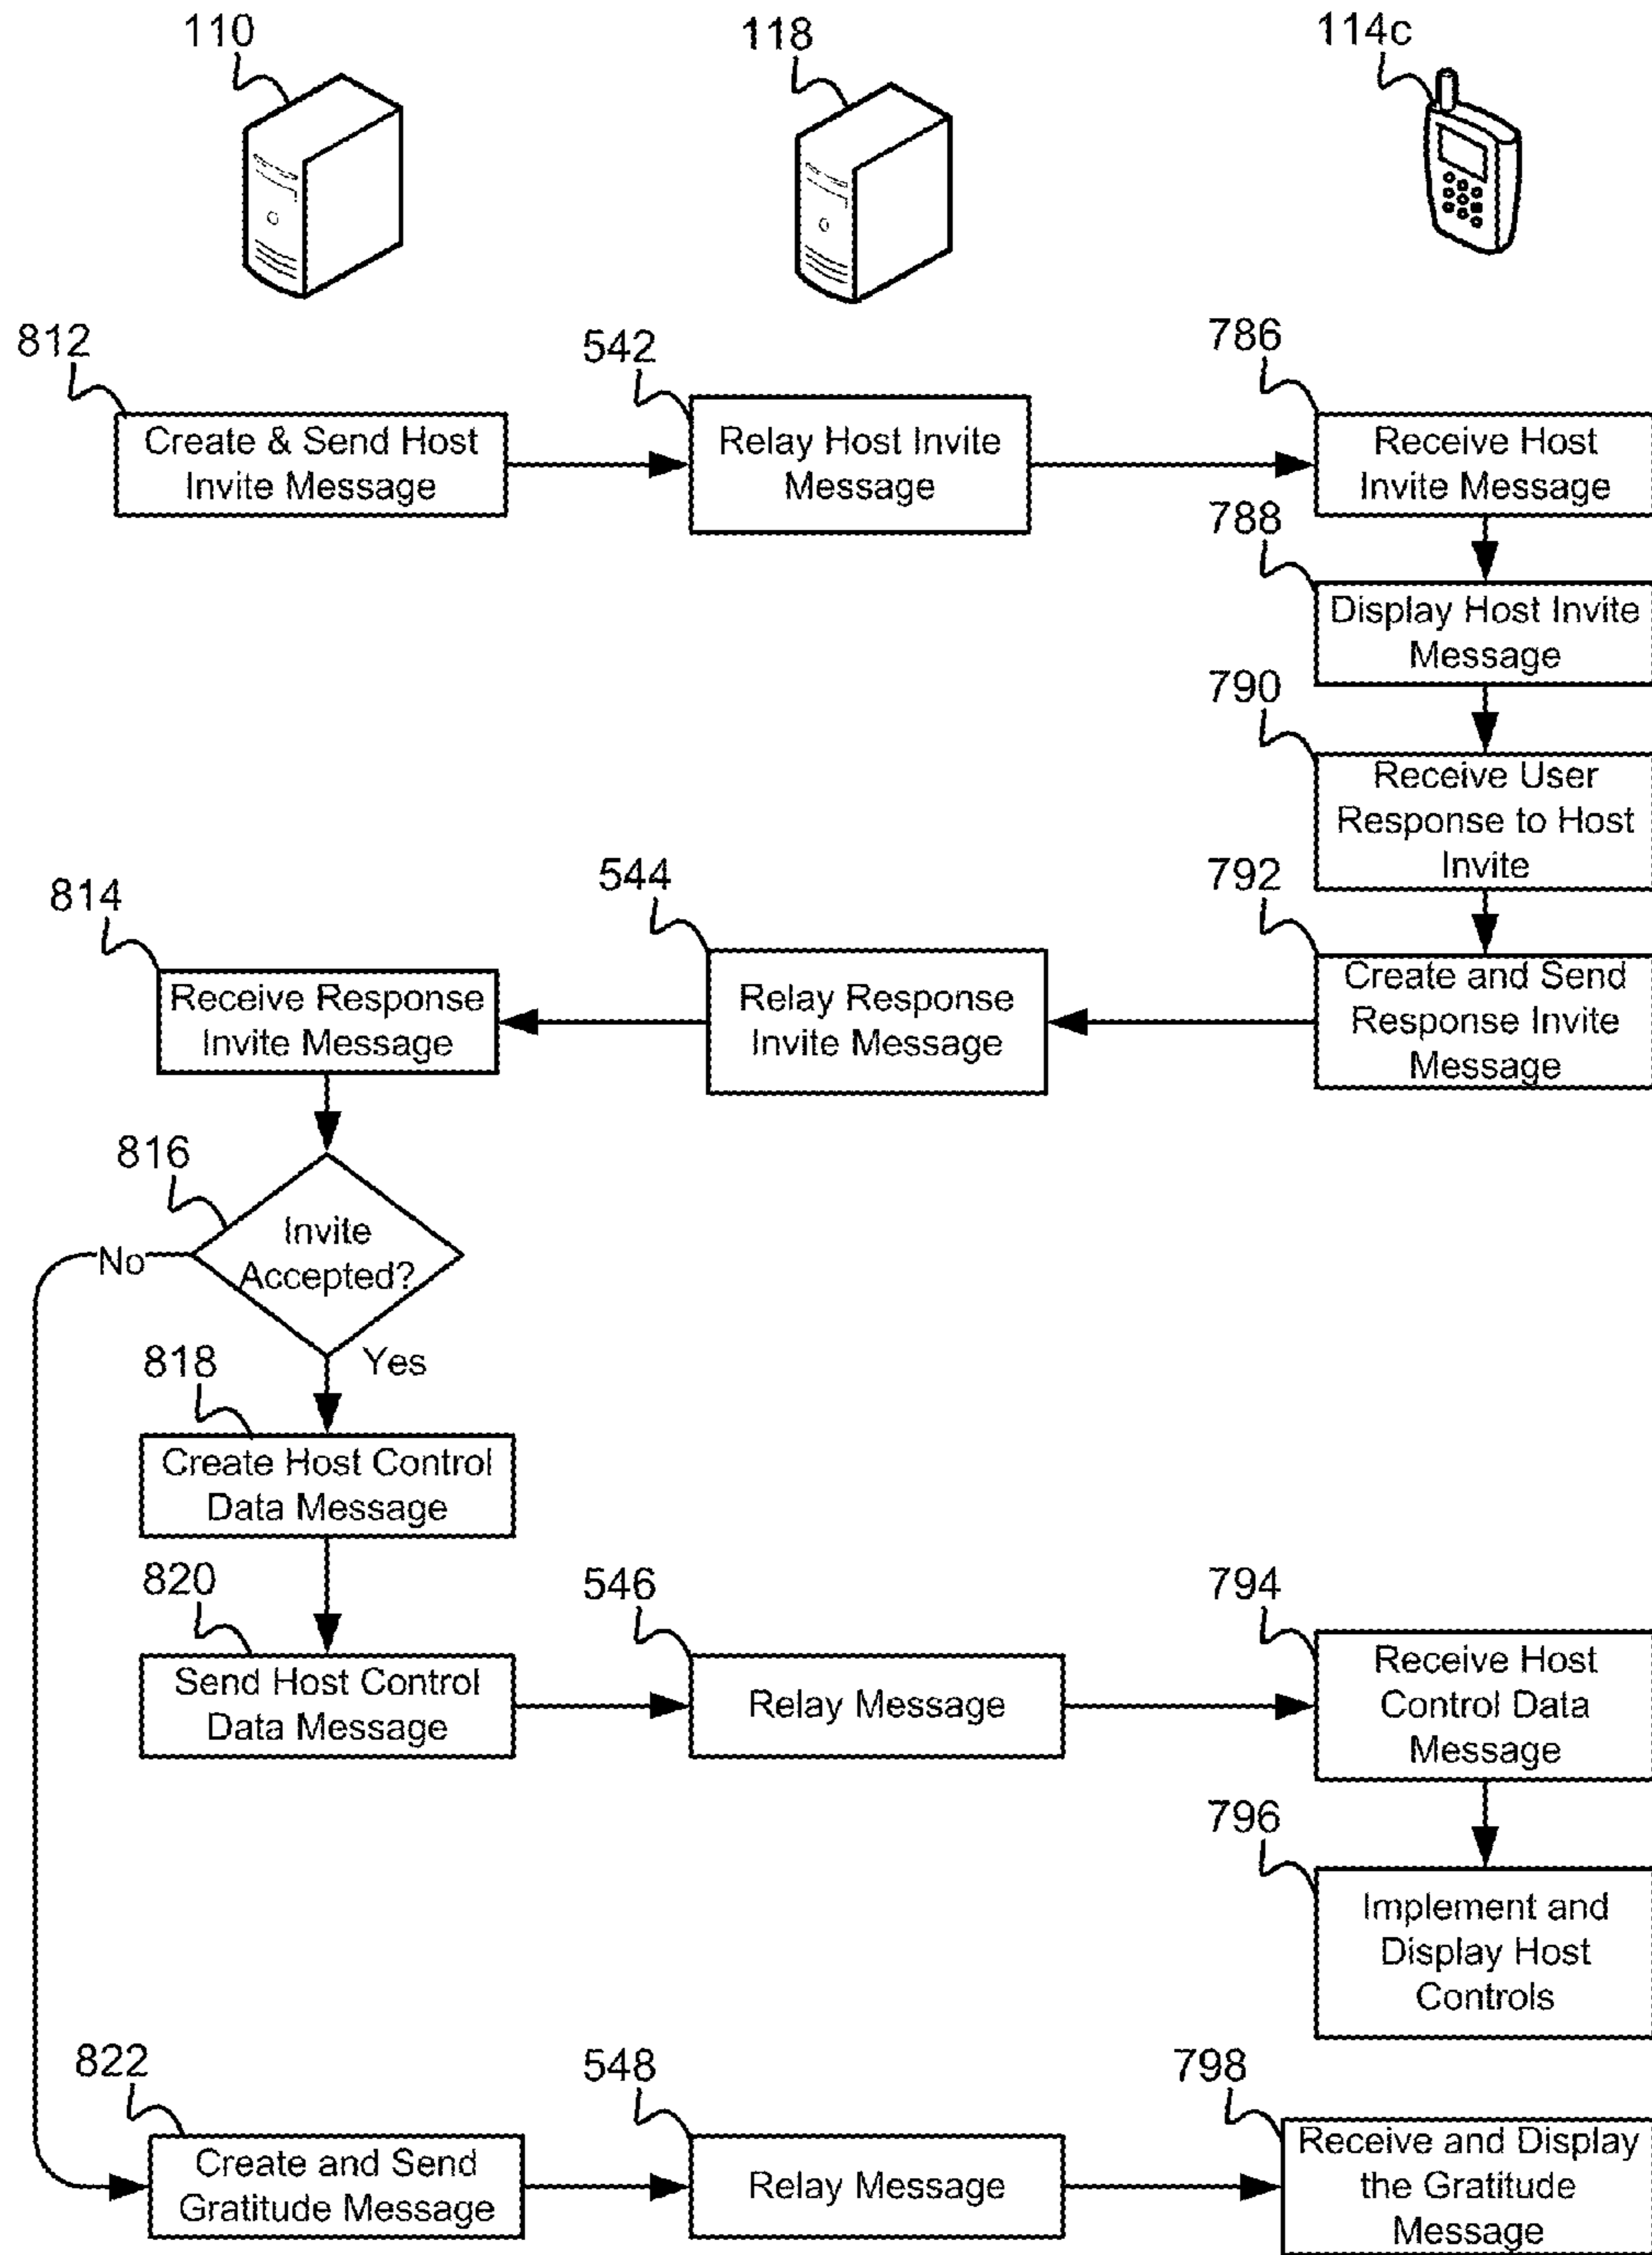 110
118
114c
812
542
786
Create & Send Host
Invite Message
Relay Host Invite
Message
Receive Host
Invite Message
788
Display Host Invite
Message
790
Receive User
Response to Host
Invite
814
544
792
Receive Response
Invite Message
Relay Response
Invite Message
Create and Send
Response Invite
Message
816
Invite
Accepted?
No
Yes
818
Create Host Control
Data Message
820
546
794
Send Host Control
Data Message
Relay Message
Receive Host
Control Data
Message
796
Implement and
Display Host
Controls
822
548
798
Create and Send
Gratitude Message
Relay Message
Receive and Display
the Gratitude
Message